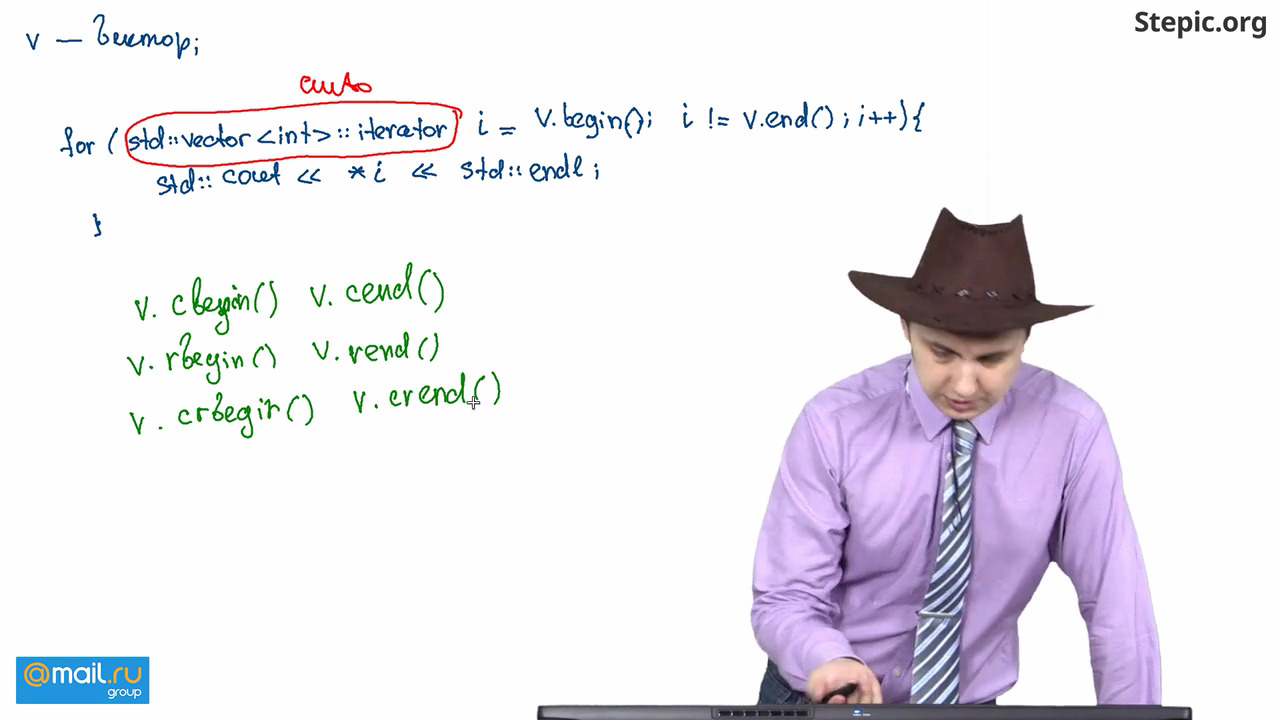 Stepic.org
v — вектор;
auto
for ( std::vector <int> :: iterator i = v.begin(); i != v.end() ; i++) {
std:: cout << *i << std:: endl ;
}
v. cbegin() v. cend()
v. rbegin() v. rend()
v. crbegin() v. crend()
@mail.ru
group